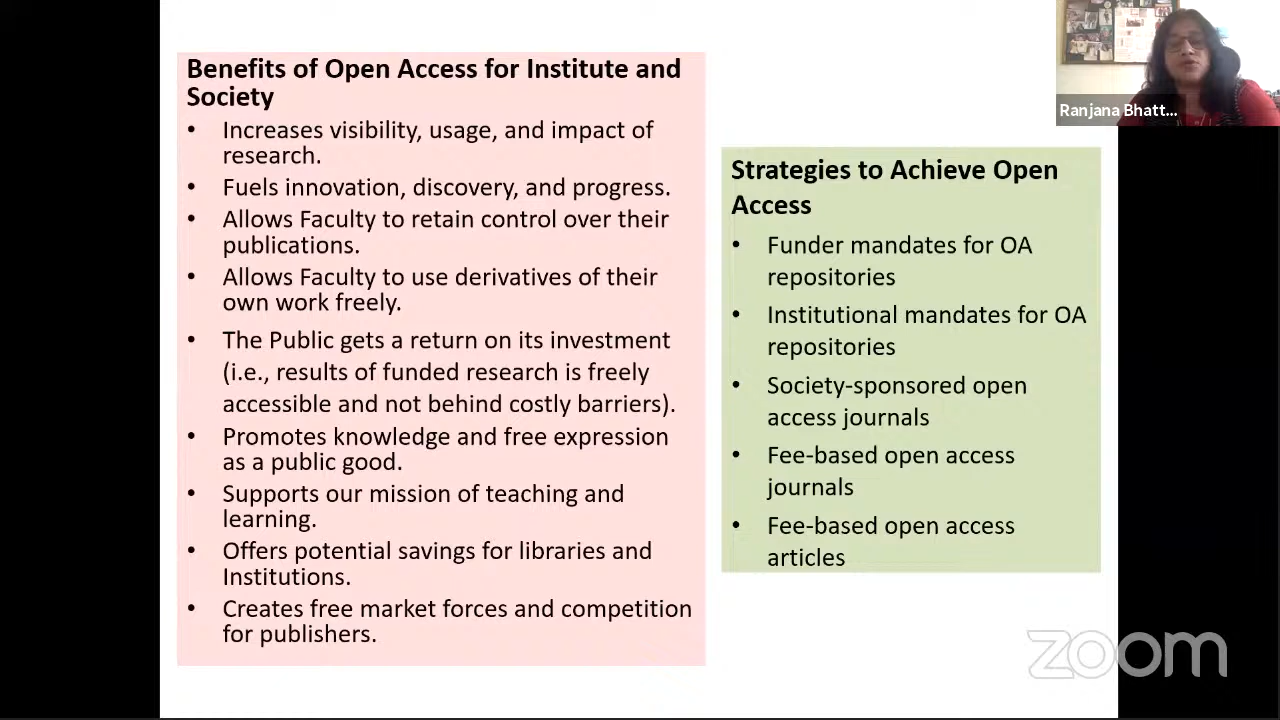 Benefits of Open Access for Institute and
Society
• Increases visibility, usage, and impact of
research.
• Fuels innovation, discovery, and progress.
• Allows Faculty to retain control over their
publications.
• Allows Faculty to use derivatives of their
own work freely.
• The Public gets a return on its investment
(i.e., results of funded research is freely
accessible and not behind costly barriers).
• Promotes knowledge and free expression
as a public good.
• Supports our mission of teaching and
learning.
• Offers potential savings for libraries and
Institutions.
• Creates free market forces and competition
for publishers.
Strategies to Achieve Open
Access
• Funder mandates for OA
repositories
• Institutional mandates for OA
repositories
• Society-sponsored open
access journals
• Fee-based open access
journals
• Fee-based open access
articles
Ranjana Bhatt...
zoom